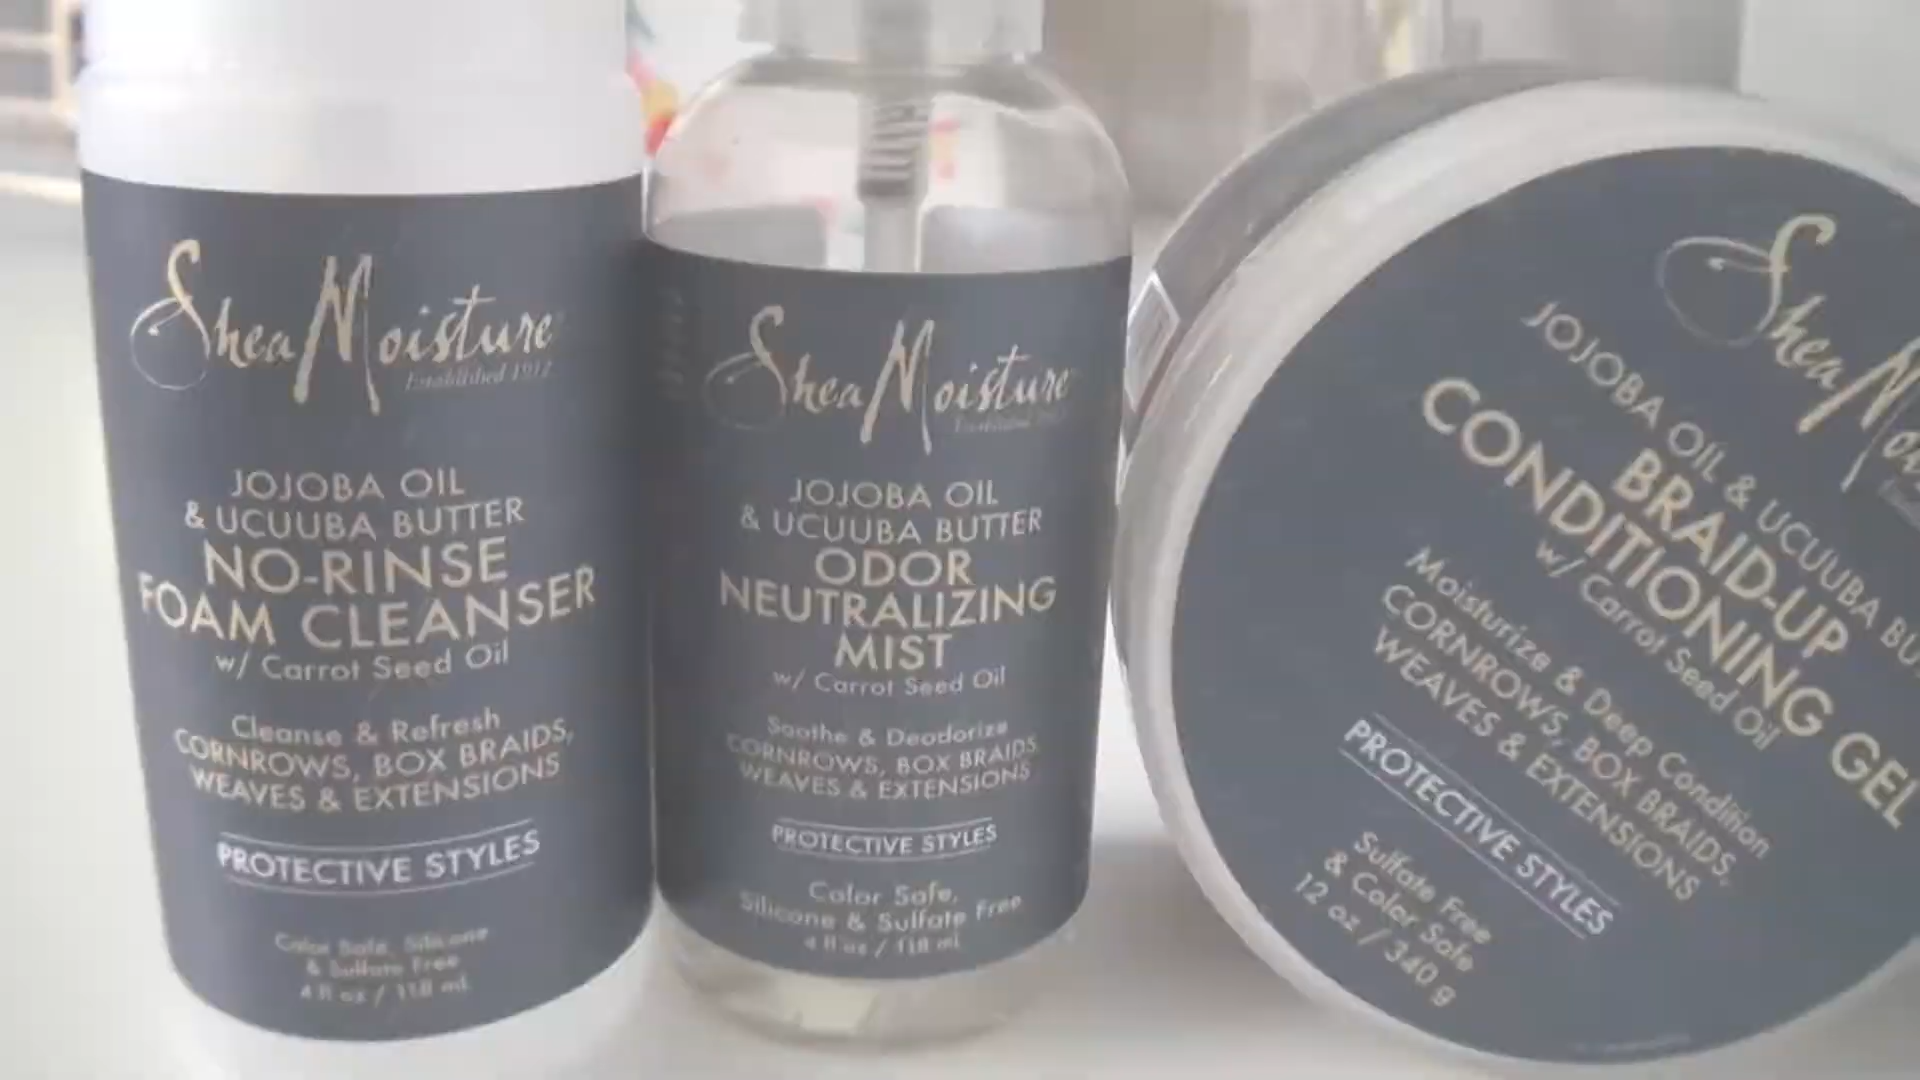 SheaMoisture
Established 1912
JOJOBA OIL
& UCUUBA BUTTER
NO-RINSE
FOAM CLEANSER
w/ Carrot Seed Oil
Cleanse & Refresh
CORNROWS, BOX BRAIDS,
WEAVES & EXTENSIONS
PROTECTIVE STYLES
Color Safe, Silicone
& Sulfate Free
4 fl oz / 118 mL
SheaMoisture
Established
JOJOBA OIL
& UCUUBA BUTTER
ODOR
NEUTRALIZING
MIST
w/ Carrot Seed Oil
Soothe & Deodorize
CORNROWS, BOX BRAIDS
WEAVES & EXTENSIONS
PROTECTIVE STYLES
Color Safe,
Silicone & Sulfate Free
4 fl oz / 118 mL
Shea Mo
JOJOBA OIL & UCUUBA BU
BRAID-UP
CONDITIONING GEL
w/ Carrot Seed Oil
Moisturize & Deep Condition
CORNROWS, BOX BRAIDS,
WEAVES & EXTENSIONS
PROTECTIVE STYLES
Sulfate Free
& Color Safe
12 oz / 340 g